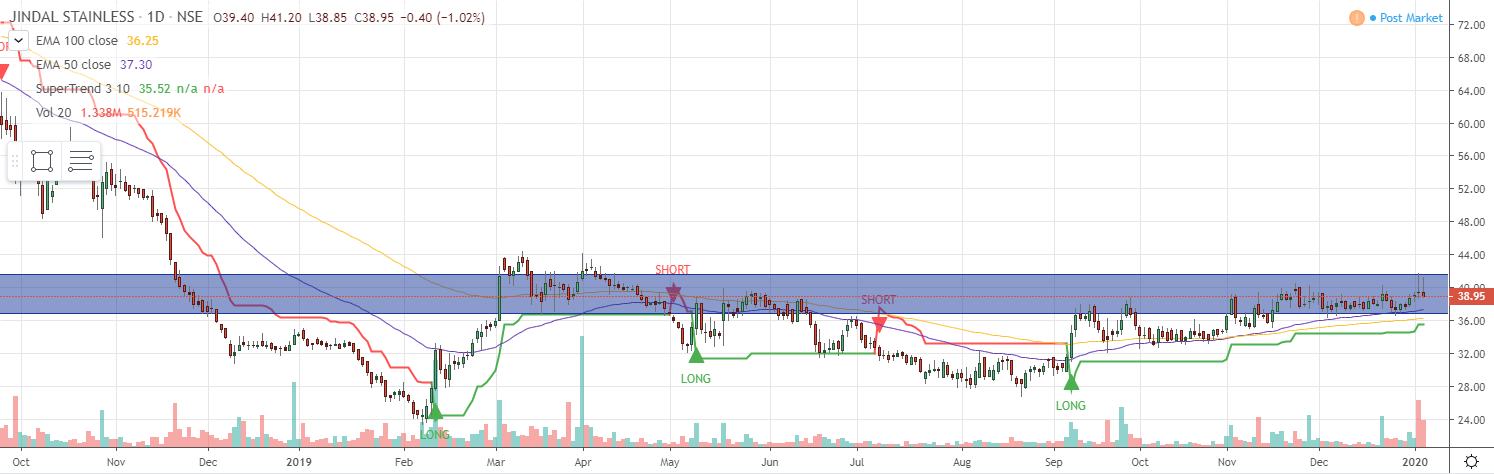 JINDAL STAINLESS · 1D · NSE O39.40 H41.20 L38.85 C38.95 −0.40 (−1.02%)
Post Market
EMA 100 close 36.25
EMA 50 close 37.30
SuperTrend 3 10 35.52 n/a n/a
Vol 20 1.338M 515.219K
72.00
68.00
64.00
60.00
56.00
52.00
48.00
44.00
40.00
38.95
36.00
32.00
28.00
24.00
SHORT
SHORT
LONG
LONG
LONG
Oct Nov Dec 2019 Feb Mar Apr May Jun Jul Aug Sep Oct Nov Dec 2020